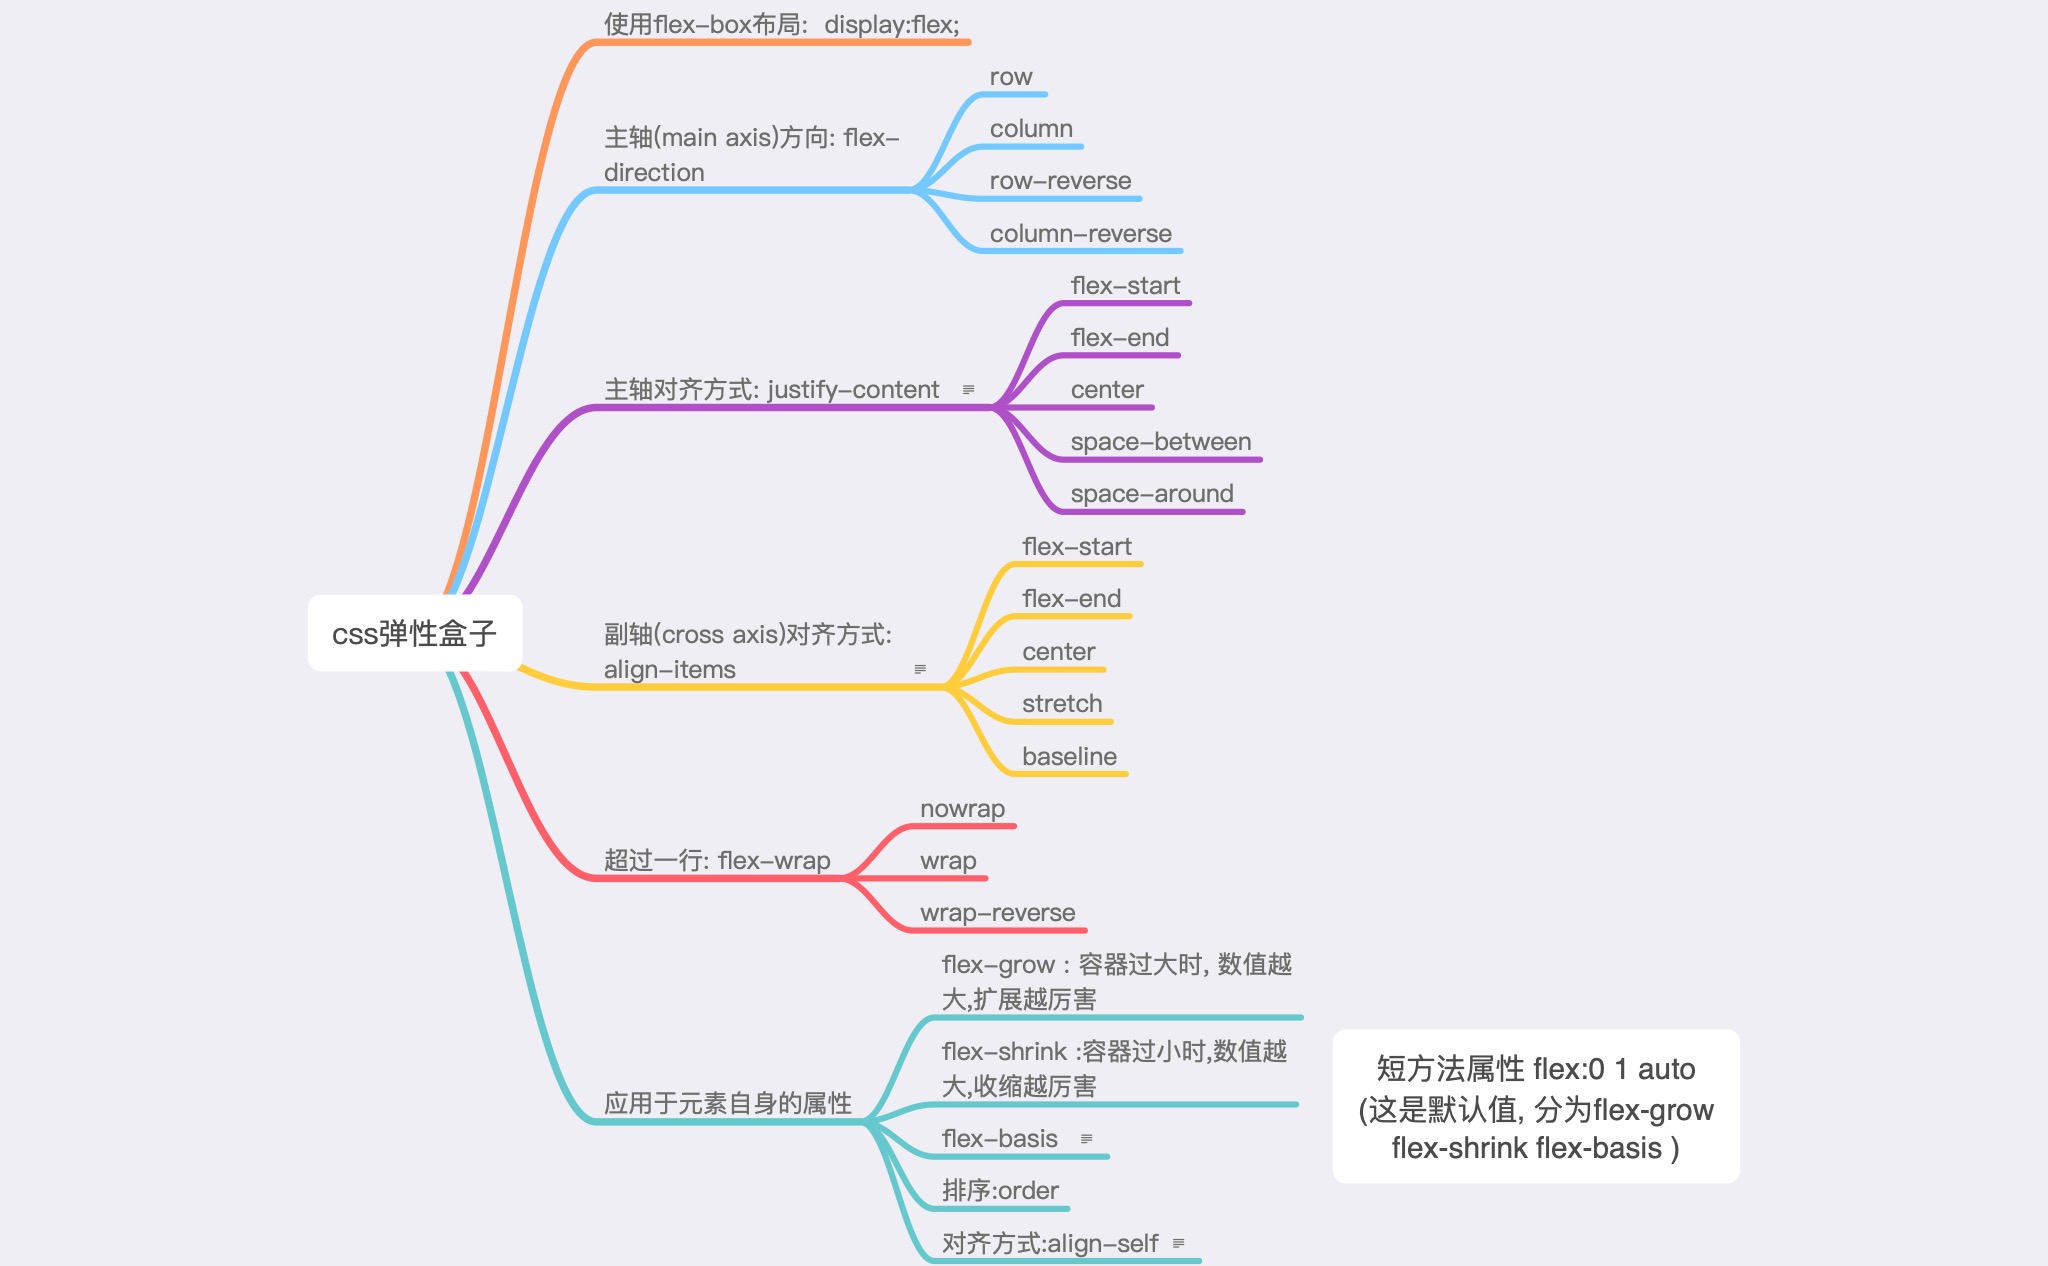 使用flex-box布局:  display:flex;
主轴(main axis)方向: flex-
direction
row
column
row-reverse
column-reverse
主轴对齐方式: justify-content
flex-start
flex-end
center
space-between
space-around
css弹性盒子
副轴(cross axis)对齐方式:
align-items
flex-start
flex-end
center
stretch
baseline
超过一行: flex-wrap
nowrap
wrap
wrap-reverse
应用于元素自身的属性
flex-grow : 容器过大时, 数值越
大,扩展越厉害
flex-shrink :容器过小时,数值越
大,收缩越厉害
flex-basis
排序:order
对齐方式:align-self
短方法属性 flex:0 1 auto
(这是默认值, 分为flex-grow
flex-shrink flex-basis )